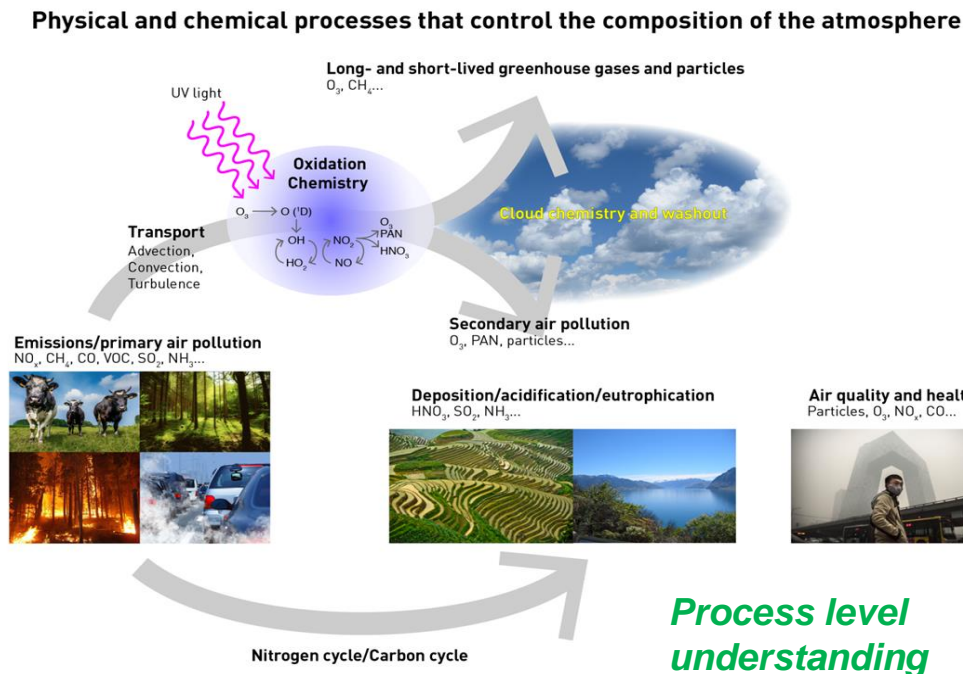 Physical and chemical processes that control the composition of the atmosphere
Long- and short-lived greenhouse gases and particles
O₃, CH₄...
UV light
Oxidation
Chemistry
O₃ → O (¹D)
OH
HO₂
NO₂
NO
O₃
PAN
HNO₃
Cloud chemistry and washout
Transport
Advection,
Convection,
Turbulence
Secondary air pollution
O₃, PAN, particles...
Emissions/primary air pollution
NOₓ, CH₄, CO, VOC, SO₂, NH₃...
Deposition/acidification/eutrophication
HNO₃, SO₂, NH₃...
Air quality and healt
Particles, O₃, NOₓ, CO...
Nitrogen cycle/Carbon cycle
Process level
understanding